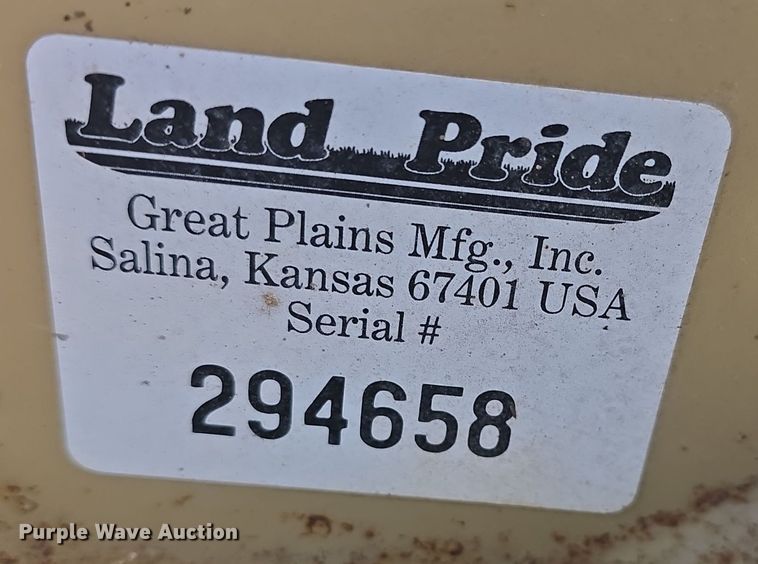 Land Pride
Great Plains Mfg., Inc.
Salina, Kansas 67401 USA
Serial #
294658
Purple Wave Auction